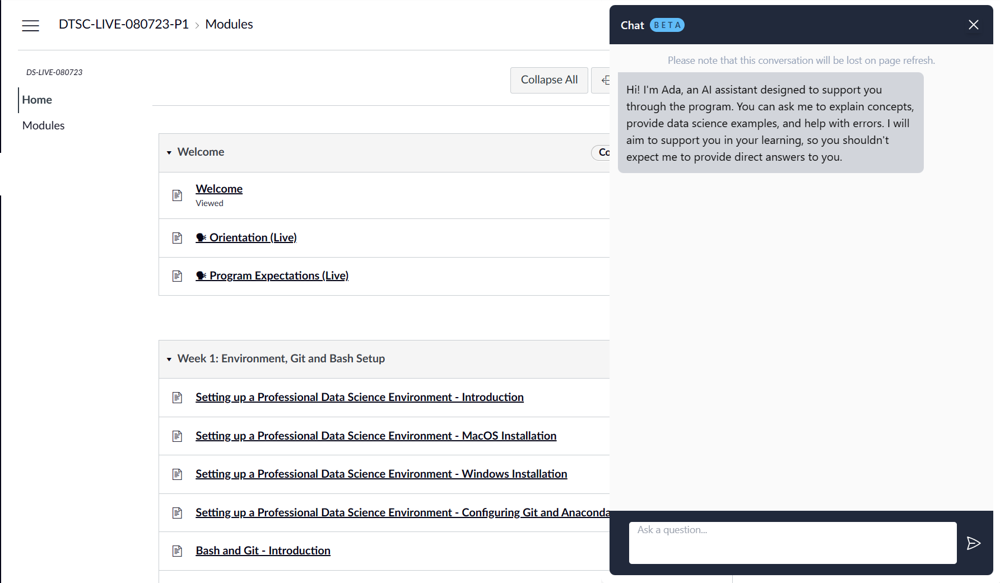 DTSC-LIVE-080723-P1 › Modules
DS-LIVE-080723
Home
Modules
Collapse All
Welcome
Welcome
Viewed
🗣 Orientation (Live)
🗣 Program Expectations (Live)
Week 1: Environment, Git and Bash Setup
Setting up a Professional Data Science Environment - Introduction
Setting up a Professional Data Science Environment - MacOS Installation
Setting up a Professional Data Science Environment - Windows Installation
Setting up a Professional Data Science Environment - Configuring Git and Anaconda
Bash and Git - Introduction
Chat BETA
Please note that this conversation will be lost on page refresh.
Hi! I'm Ada, an AI assistant designed to support you
through the program. You can ask me to explain concepts,
provide data science examples, and help with errors. I will
aim to support you in your learning, so you shouldn't
expect me to provide direct answers to you.
Ask a question...